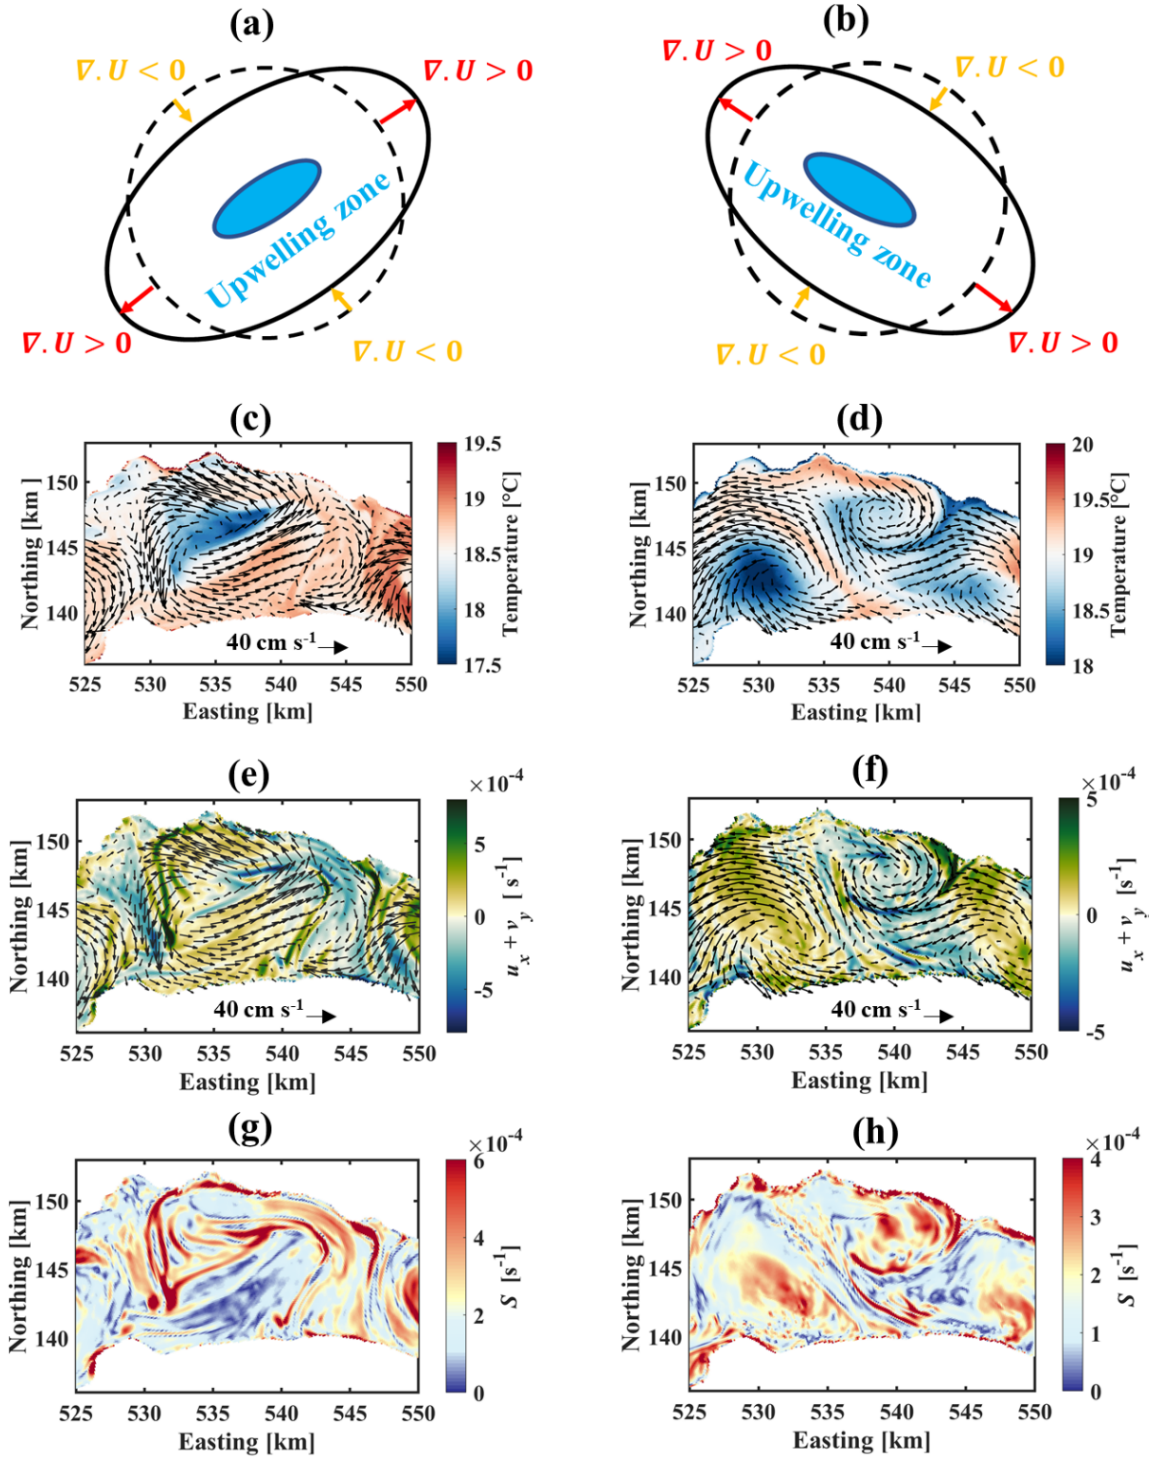 (a)
(b)
∇.U < 0
∇.U > 0
∇.U > 0
∇.U < 0
Upwelling zone
Upwelling zone
∇.U > 0
∇.U < 0
∇.U < 0
∇.U > 0
(c)
(d)
Northing [km]
150
145
140
525 530 535 540 545 550
Easting [km]
40 cm s-1
19.5
19
18.5
18
17.5
Temperature [°C]
Northing [km]
150
145
140
525 530 535 540 545 550
Easting [km]
40 cm s-1
20
19.5
19
18.5
18
Temperature [°C]
(e)
(f)
Northing [km]
150
145
140
525 530 535 540 545 550
Easting [km]
40 cm s-1
×10-4
5
0
-5
ux + vy [s-1]
Northing [km]
150
145
140
525 530 535 540 545 550
Easting [km]
40 cm s-1
×10-4
5
0
-5
ux + vy [s-1]
(g)
(h)
Northing [km]
150
145
140
525 530 535 540 545 550
Easting [km]
×10-4
6
4
2
0
S [s-1]
Northing [km]
150
145
140
525 530 535 540 545 550
Easting [km]
×10-4
4
3
2
1
0
S [s-1]